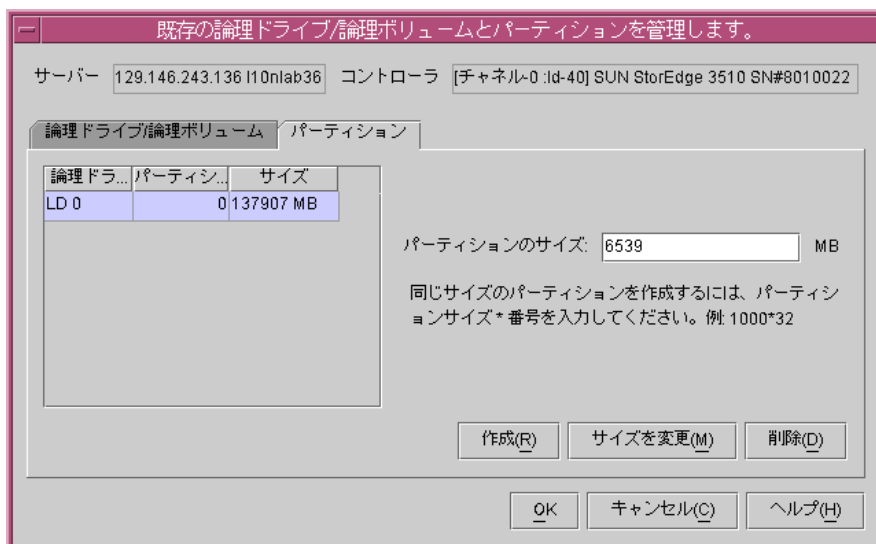 既存の論理ドライブ/論理ボリュームとパーティションを管理します。
サーバー 129.146.243.136 l10nlab36 コントローラ [チャネル-0 :Id-40] SUN StorEdge 3510 SN#8010022
論理ドライブ/論理ボリューム パーティション
論理ドラ... パーティシ... サイズ
LD 0 0 137907 MB
パーティションのサイズ: 6539 MB
同じサイズのパーティションを作成するには、パーティシ
ョンサイズ * 番号を入力してください。例: 1000*32
作成(R) サイズを変更(M) 削除(D)
OK キャンセル(C) ヘルプ(H)